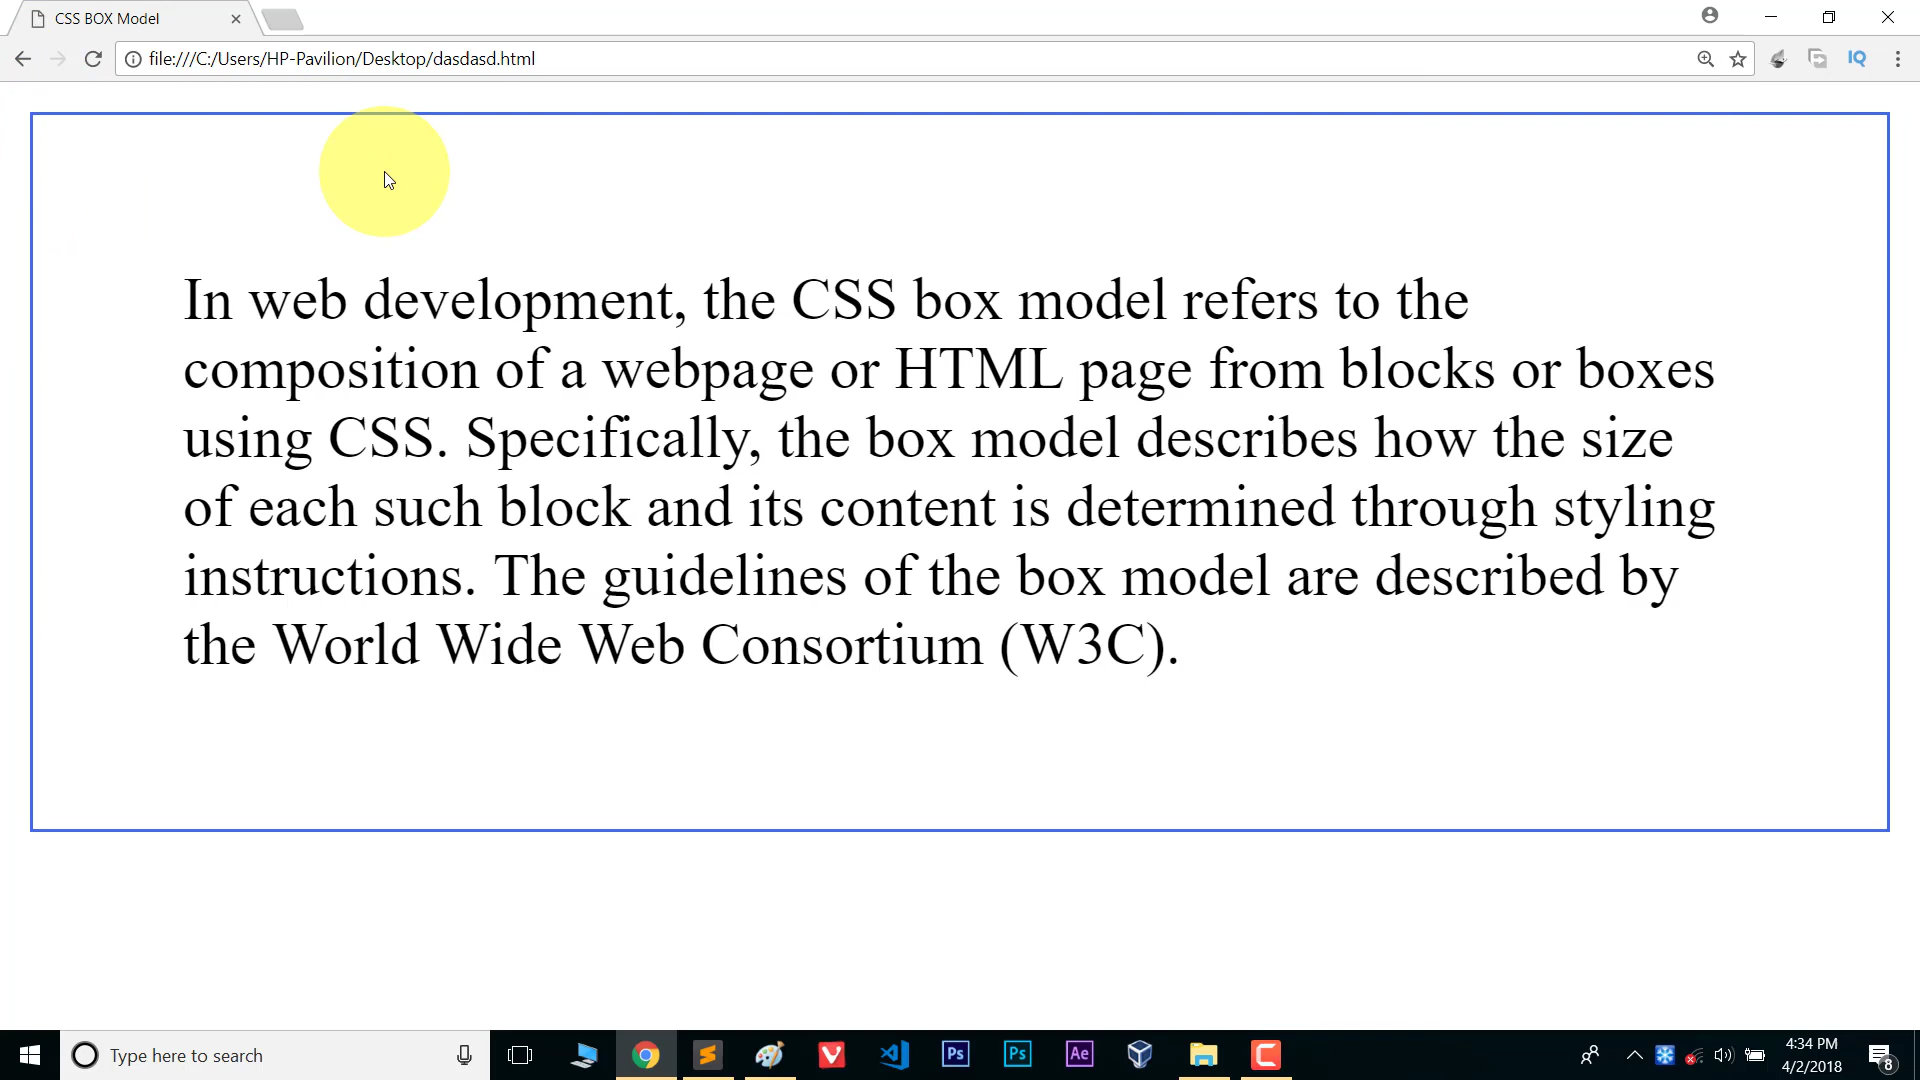 CSS BOX Model
file:///C:/Users/HP-Pavilion/Desktop/dasdasd.html
IQ
In web development, the CSS box model refers to the
composition of a webpage or HTML page from blocks or boxes
using CSS. Specifically, the box model describes how the size
of each such block and its content is determined through styling
instructions. The guidelines of the box model are described by
the World Wide Web Consortium (W3C).
Type here to search
Ps
Ps
Ae
4:34 PM
4/2/2018
8